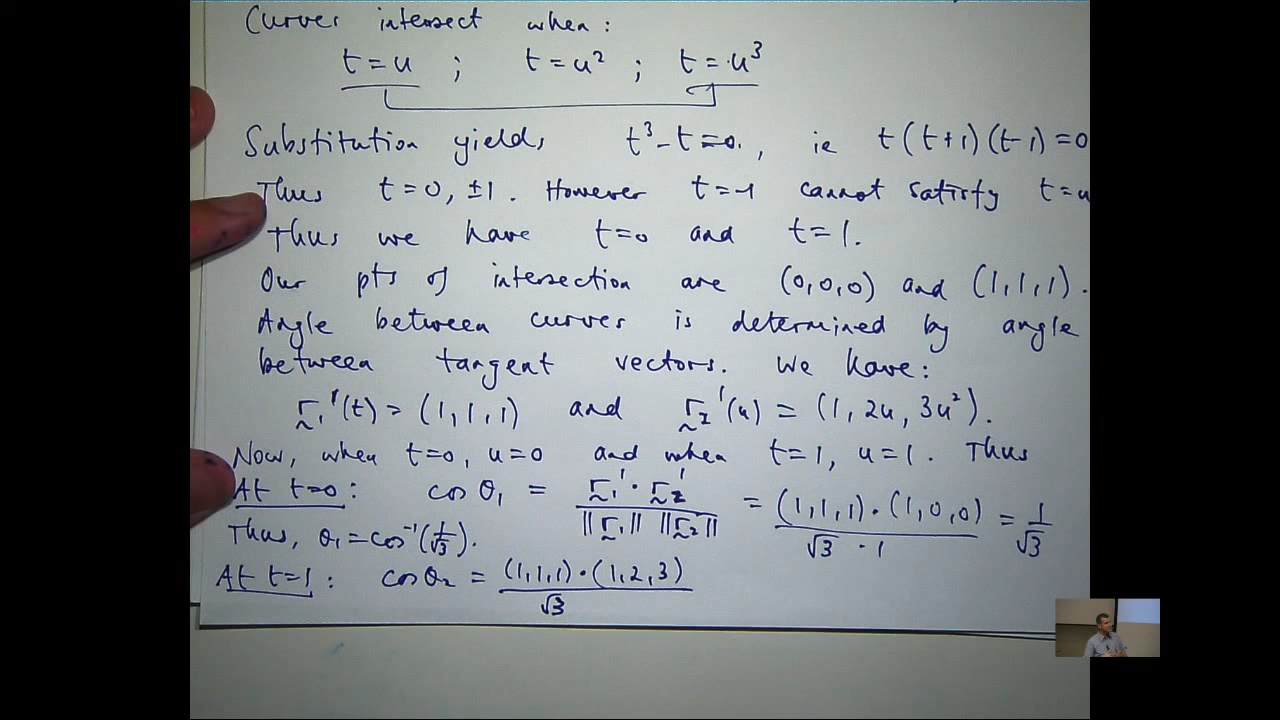 Curves intersect when:
t = u ; t = u² ; t = u³
Substitution yields t³ - t = 0. , ie t(t+1)(t-1) = 0
Thus t = 0, ±1. However t = -1 cannot satisfy t = u
Thus we have t = 0 and t = 1.
Our pts of intersection are (0,0,0) and (1,1,1).
Angle between curves is determined by angle
between tangent vectors. We have:
r₁'(t) = (1,1,1) and r₂'(u) = (1, 2u, 3u²).
Now, when t=0, u=0 and when t=1, u=1. Thus
At t=0: cos θ₁ = r₁' · r₂' / ||r₁|| ||r₂'|| = (1,1,1)·(1,0,0) / √3 · 1 = 1/√3
Thus, θ₁ = cos⁻¹(1/√3).
At t=1: cos θ₂ = (1,1,1)·(1,2,3) / √3